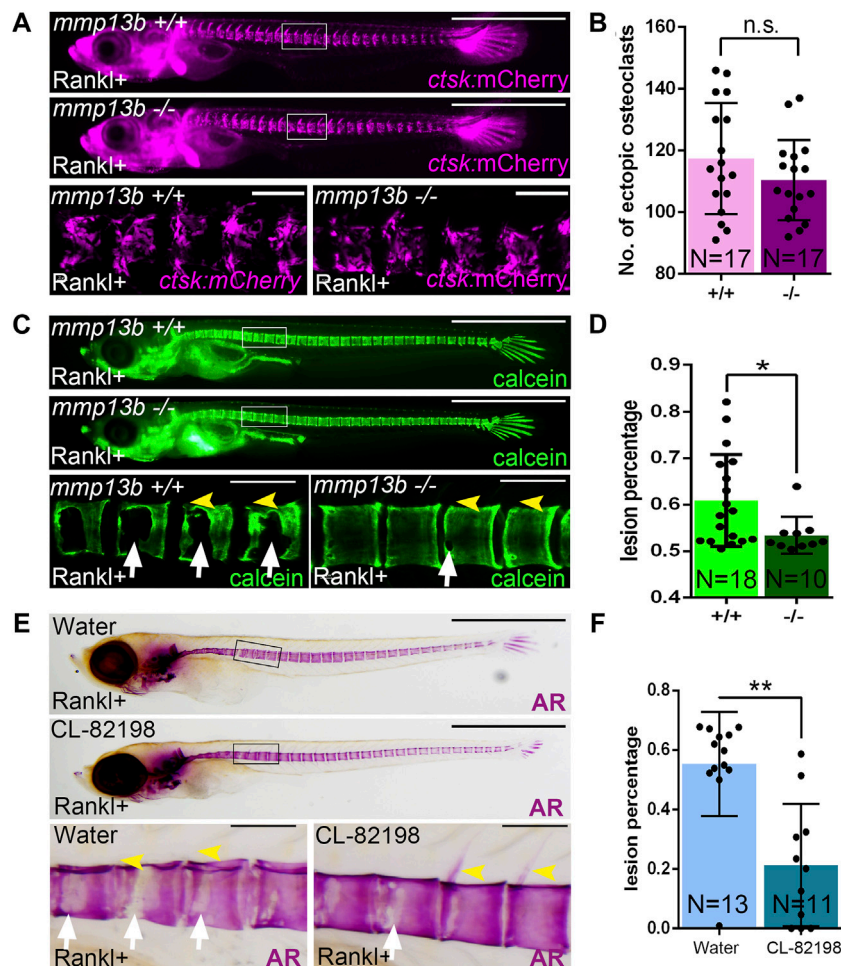 A
mmp13b +/+
Rankl+
ctsk:mCherry
mmp13b -/-
Rankl+
ctsk:mCherry
mmp13b +/+
Rankl+
ctsk:mCherry
mmp13b -/-
Rankl+
ctsk:mCherry
B
n.s.
No. of ectopic osteoclasts
160
140
120
100
80
N=17
N=17
+/+
-/-
C
mmp13b +/+
Rankl+
calcein
mmp13b -/-
Rankl+
calcein
mmp13b +/+
Rankl+
calcein
mmp13b -/-
Rankl+
calcein
D
*
lesion percentage
0.9
0.8
0.7
0.6
0.5
0.4
N=18
N=10
+/+
-/-
E
Water
Rankl+
AR
CL-82198
Rankl+
AR
Water
Rankl+
AR
CL-82198
Rankl+
AR
F
**
lesion percentage
0.8
0.6
0.4
0.2
0.0
N=13
N=11
Water
CL-82198